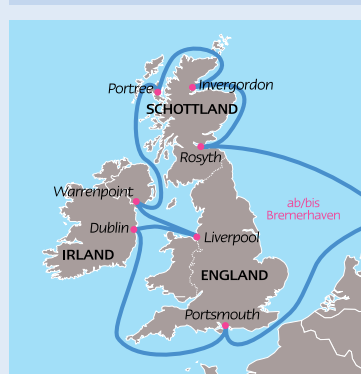 Portree
Invergordon
SCHOTTLAND
Rosyth
Warrenpoint
ab/bis
Bremerhaven
Dublin
Liverpool
IRLAND
ENGLAND
Portsmouth